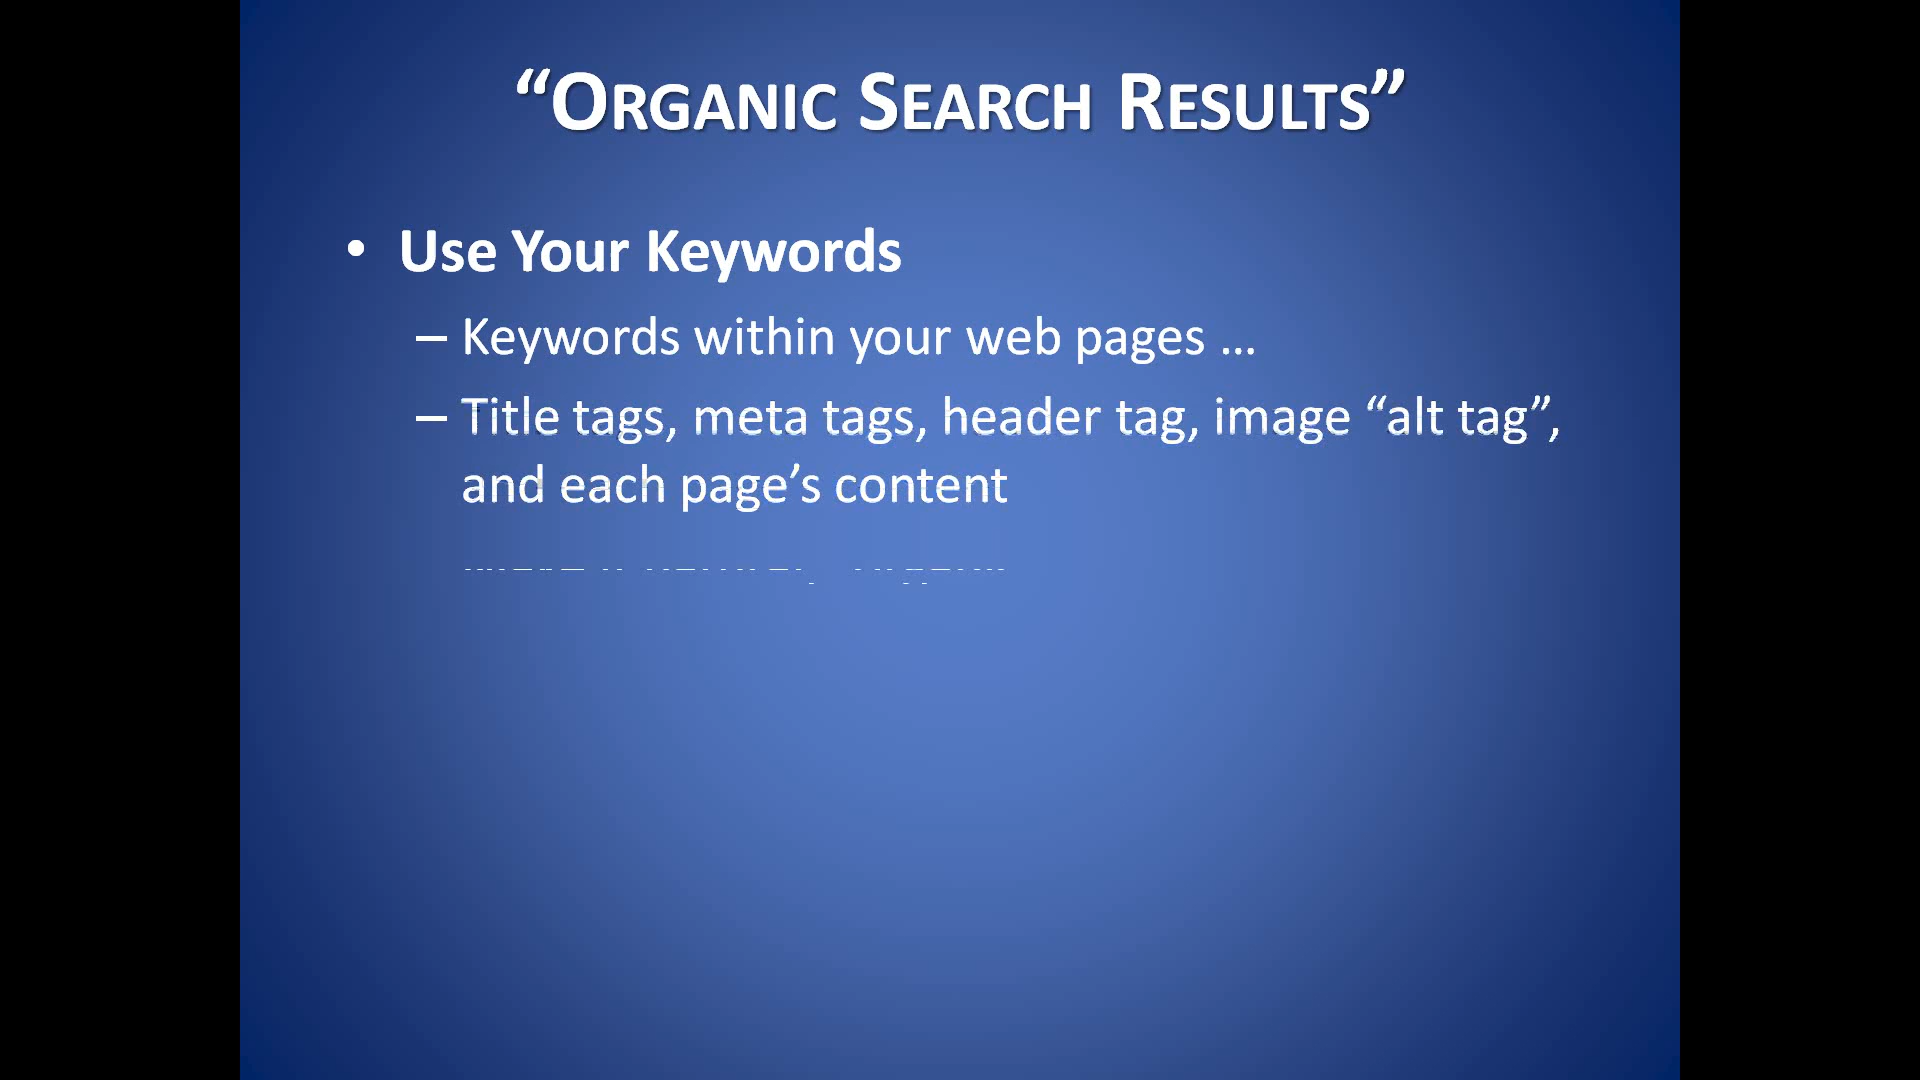 “ORGANIC SEARCH RESULTS”
• Use Your Keywords
– Keywords within your web pages ...
– Title tags, meta tags, header tag, image “alt tag”,
and each page’s content